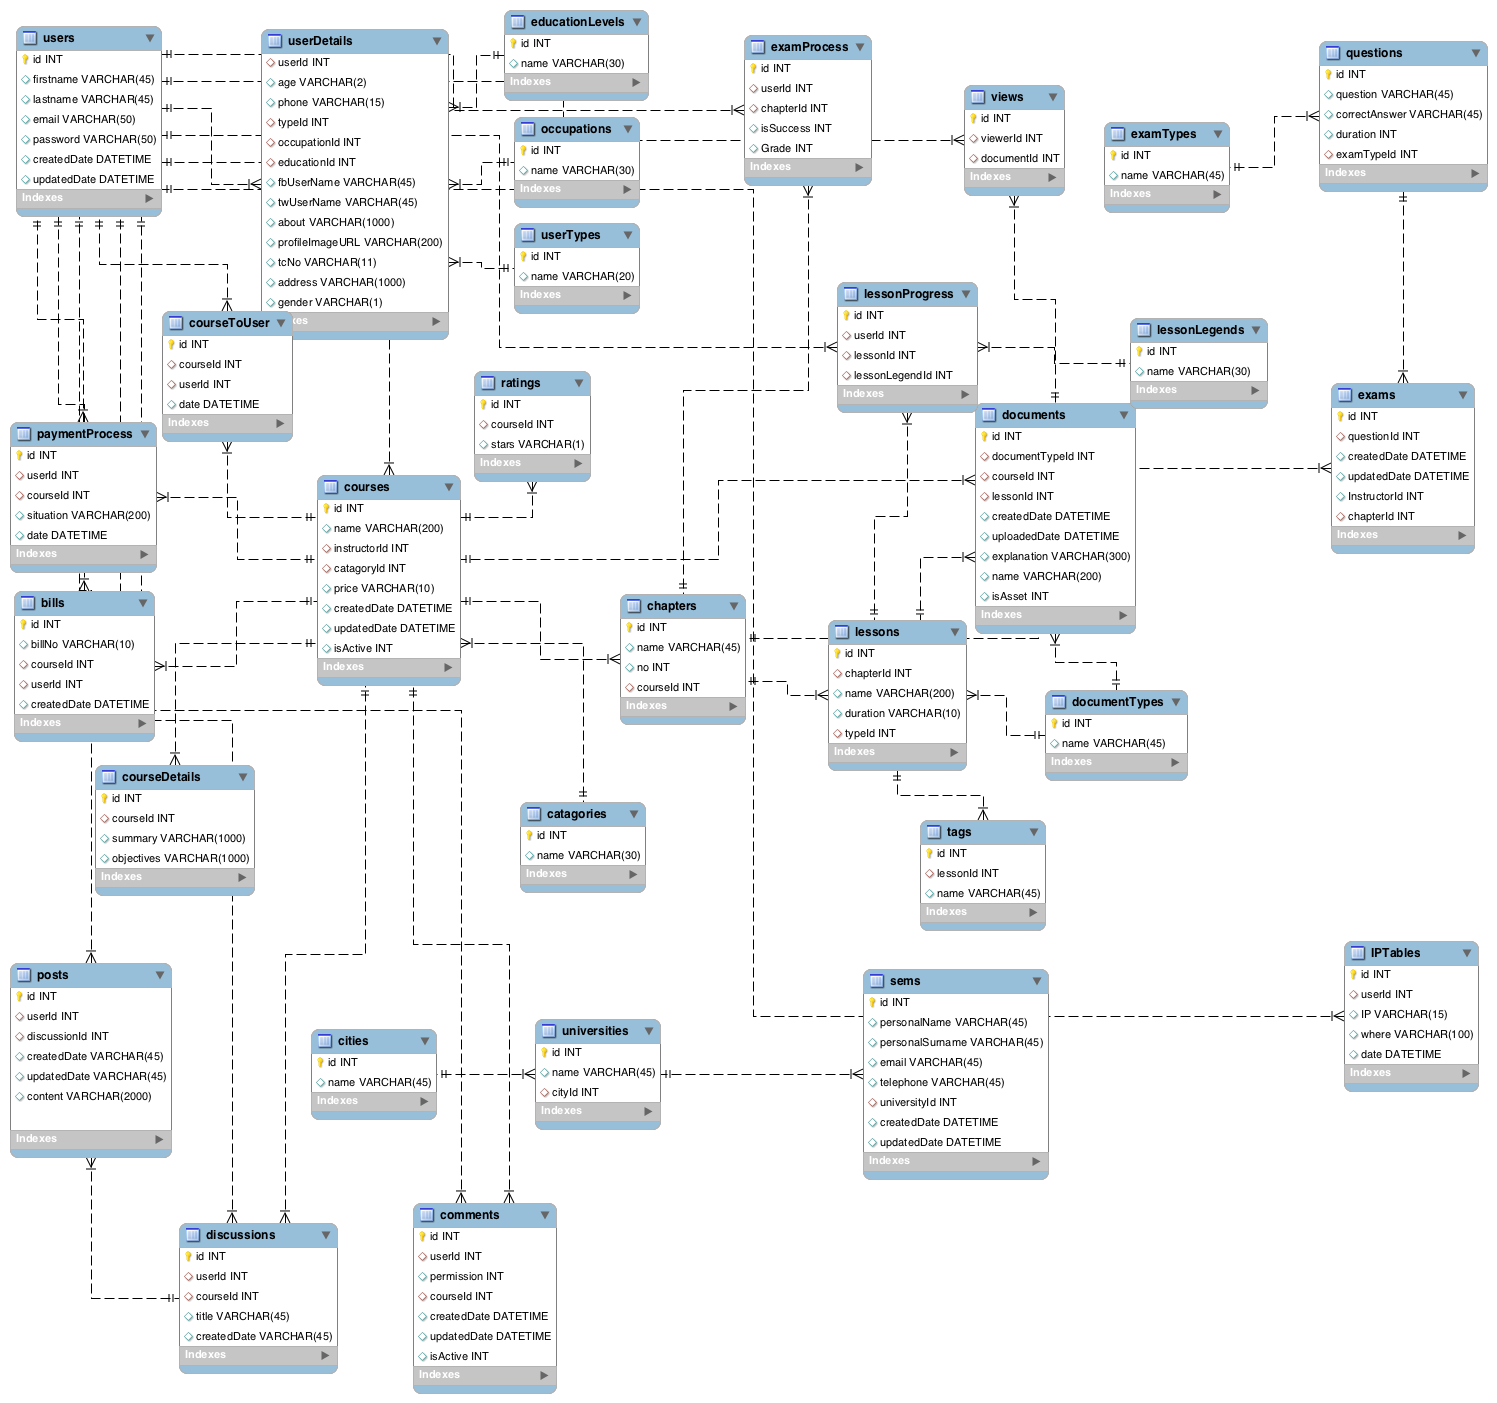 users
id INT
firstname VARCHAR(45)
lastname VARCHAR(45)
email VARCHAR(50)
password VARCHAR(50)
createdDate DATETIME
updatedDate DATETIME
Indexes
userDetails
userId INT
age VARCHAR(2)
phone VARCHAR(15)
typeId INT
occupationId INT
educationId INT
fbUserName VARCHAR(45)
twUserName VARCHAR(45)
about VARCHAR(1000)
profileImageURL VARCHAR(200)
tcNo VARCHAR(11)
address VARCHAR(1000)
gender VARCHAR(1)
xes
educationLevels
id INT
name VARCHAR(30)
Indexes
occupations
id INT
name VARCHAR(30)
Indexes
userTypes
id INT
name VARCHAR(20)
Indexes
examProcess
id INT
userId INT
chapterId INT
isSuccess INT
Grade INT
Indexes
views
id INT
viewerId INT
documentId INT
Indexes
examTypes
id INT
name VARCHAR(45)
Indexes
questions
id INT
question VARCHAR(45)
correctAnswer VARCHAR(45)
duration INT
examTypeId INT
Indexes
courseToUser
id INT
courseId INT
userId INT
date DATETIME
Indexes
lessonProgress
id INT
userId INT
lessonId INT
lessonLegendId INT
Indexes
lessonLegends
id INT
name VARCHAR(30)
Indexes
ratings
id INT
courseId INT
stars VARCHAR(1)
Indexes
exams
id INT
questionId INT
createdDate DATETIME
updatedDate DATETIME
InstructorId INT
chapterId INT
Indexes
paymentProcess
id INT
userId INT
courseId INT
situation VARCHAR(200)
date DATETIME
Indexes
documents
id INT
documentTypeId INT
courseId INT
lessonId INT
createdDate DATETIME
uploadedDate DATETIME
explanation VARCHAR(300)
name VARCHAR(200)
isAsset INT
Indexes
courses
id INT
name VARCHAR(200)
instructorId INT
catagoryId INT
price VARCHAR(10)
createdDate DATETIME
updatedDate DATETIME
isActive INT
Indexes
bills
id INT
billNo VARCHAR(10)
courseId INT
userId INT
createdDate DATETIME
Indexes
chapters
id INT
name VARCHAR(45)
no INT
courseId INT
Indexes
lessons
id INT
chapterId INT
name VARCHAR(200)
duration VARCHAR(10)
typeId INT
Indexes
documentTypes
id INT
name VARCHAR(45)
Indexes
courseDetails
id INT
courseId INT
summary VARCHAR(1000)
objectives VARCHAR(1000)
Indexes
catagories
id INT
name VARCHAR(30)
Indexes
tags
id INT
lessonId INT
name VARCHAR(45)
Indexes
posts
id INT
userId INT
discussionId INT
createdDate VARCHAR(45)
updatedDate VARCHAR(45)
content VARCHAR(2000)
Indexes
cities
id INT
name VARCHAR(45)
Indexes
universities
id INT
name VARCHAR(45)
cityId INT
Indexes
sems
id INT
personalName VARCHAR(45)
personalSurname VARCHAR(45)
email VARCHAR(45)
telephone VARCHAR(45)
universityId INT
createdDate DATETIME
updatedDate DATETIME
Indexes
IPTables
id INT
userId INT
IP VARCHAR(15)
where VARCHAR(100)
date DATETIME
Indexes
discussions
id INT
userId INT
courseId INT
title VARCHAR(45)
createdDate VARCHAR(45)
Indexes
comments
id INT
userId INT
permission INT
courseId INT
createdDate DATETIME
updatedDate DATETIME
isActive INT
Indexes